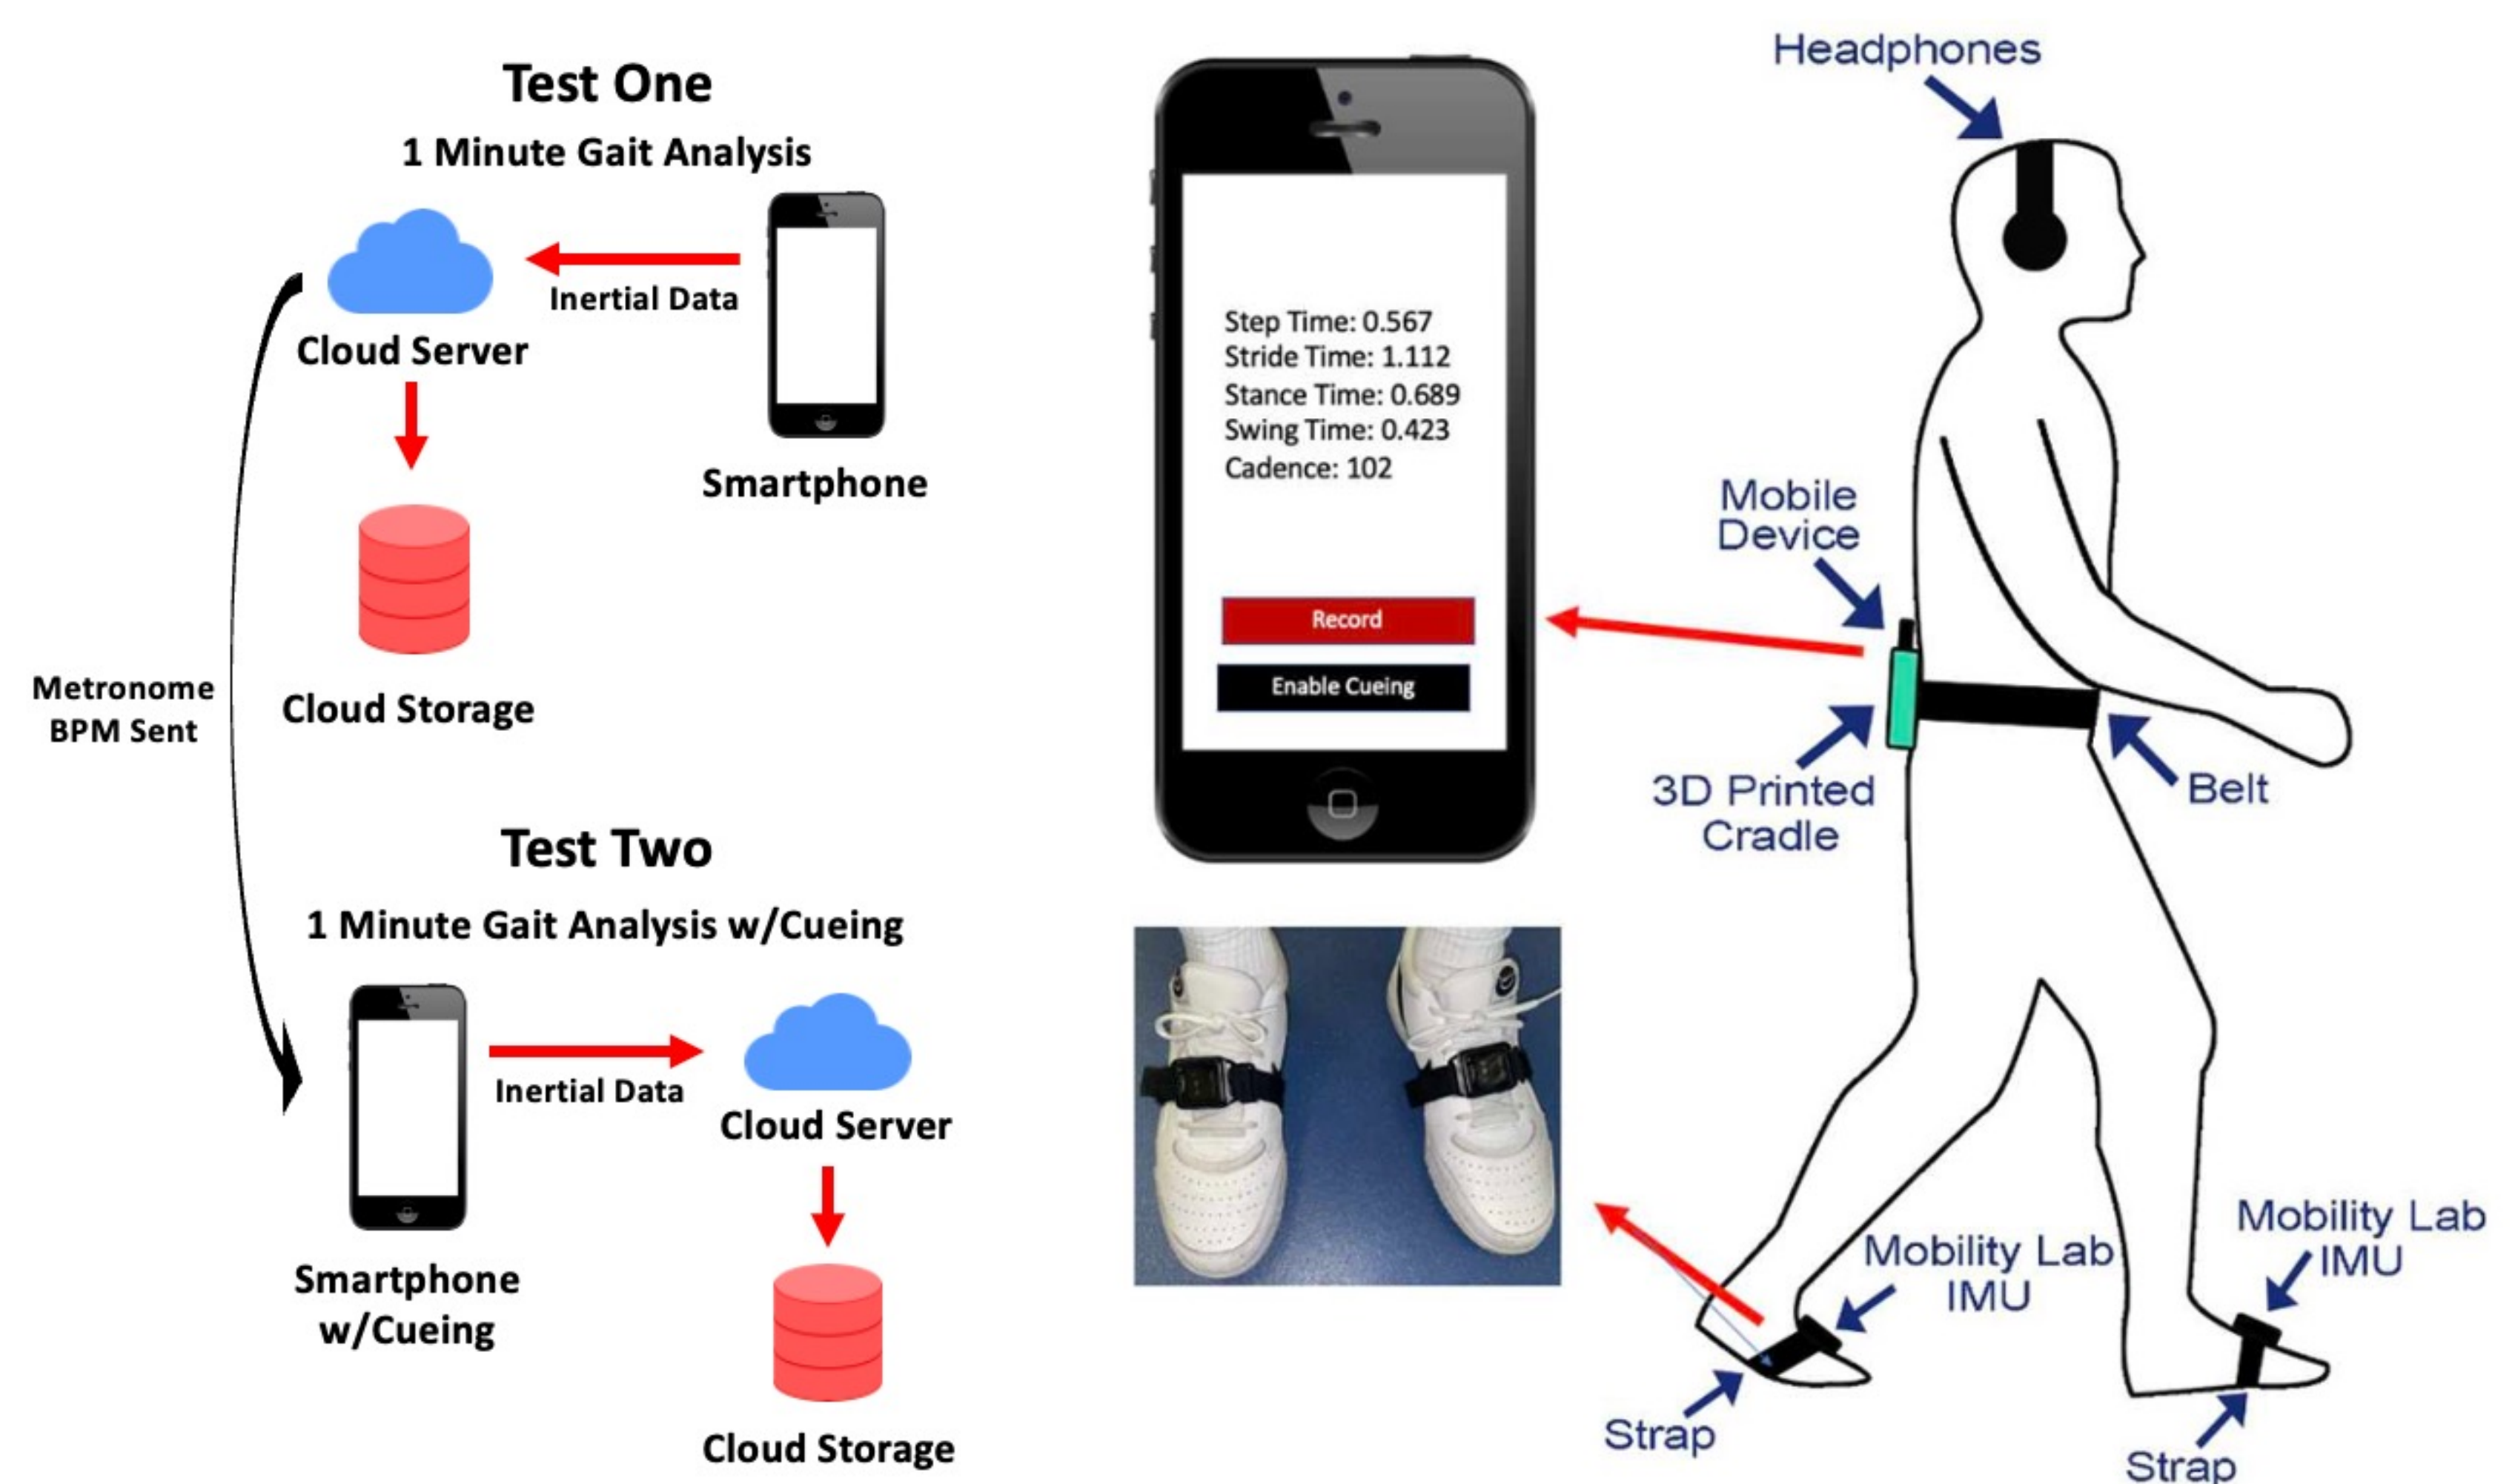 Test One
1 Minute Gait Analysis
Inertial Data
Cloud Server
Smartphone
Cloud Storage
Metronome
BPM Sent
Test Two
1 Minute Gait Analysis w/Cueing
Inertial Data
Cloud Server
Smartphone
w/Cueing
Cloud Storage
Step Time: 0.567
Stride Time: 1.112
Stance Time: 0.689
Swing Time: 0.423
Cadence: 102
Record
Enable Cueing
Headphones
Mobile
Device
3D Printed
Cradle
Belt
Mobility Lab
IMU
Mobility Lab
IMU
Strap
Strap